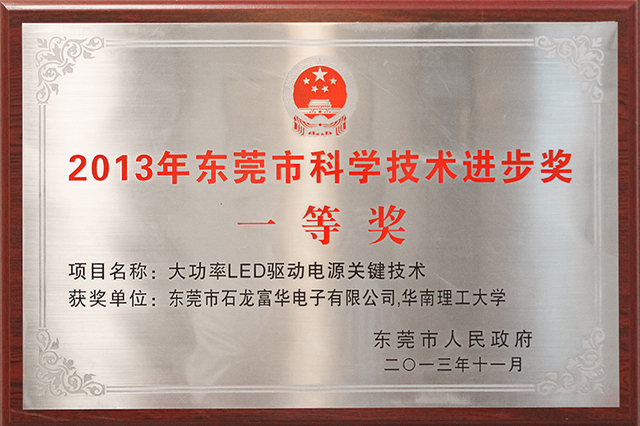 2013年东莞市科学技术进步奖
一等奖
项目名称：大功率LED驱动电源关键技术
获奖单位：东莞市石龙富华电子有限公司,华南理工大学
东莞市人民政府
二〇一三年十一月